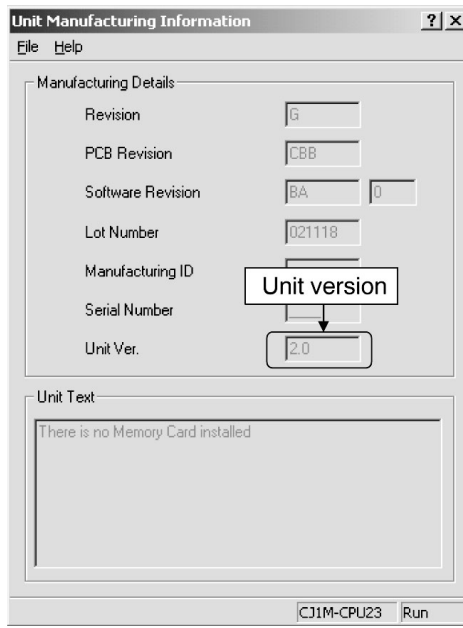 Unit Manufacturing Information
File Help
Manufacturing Details
Revision G
PCB Revision CBB
Software Revision BA 0
Lot Number 021118
Manufacturing ID
Unit version
Serial Number
Unit Ver. 2.0
Unit Text
There is no Memory Card installed
CJ1M-CPU23 Run